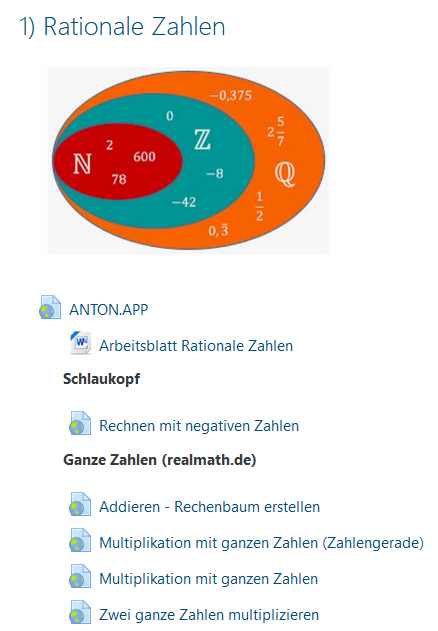 1) Rationale Zahlen
−0,375
0
ℤ
2 5/7
2
ℕ
600
−8
ℚ
78
−42
1/2
0,3̅
ANTON.APP
W
Arbeitsblatt Rationale Zahlen
Schlaukopf
Rechnen mit negativen Zahlen
Ganze Zahlen (realmath.de)
Addieren - Rechenbaum erstellen
Multiplikation mit ganzen Zahlen (Zahlengerade)
Multiplikation mit ganzen Zahlen
Zwei ganze Zahlen multiplizieren